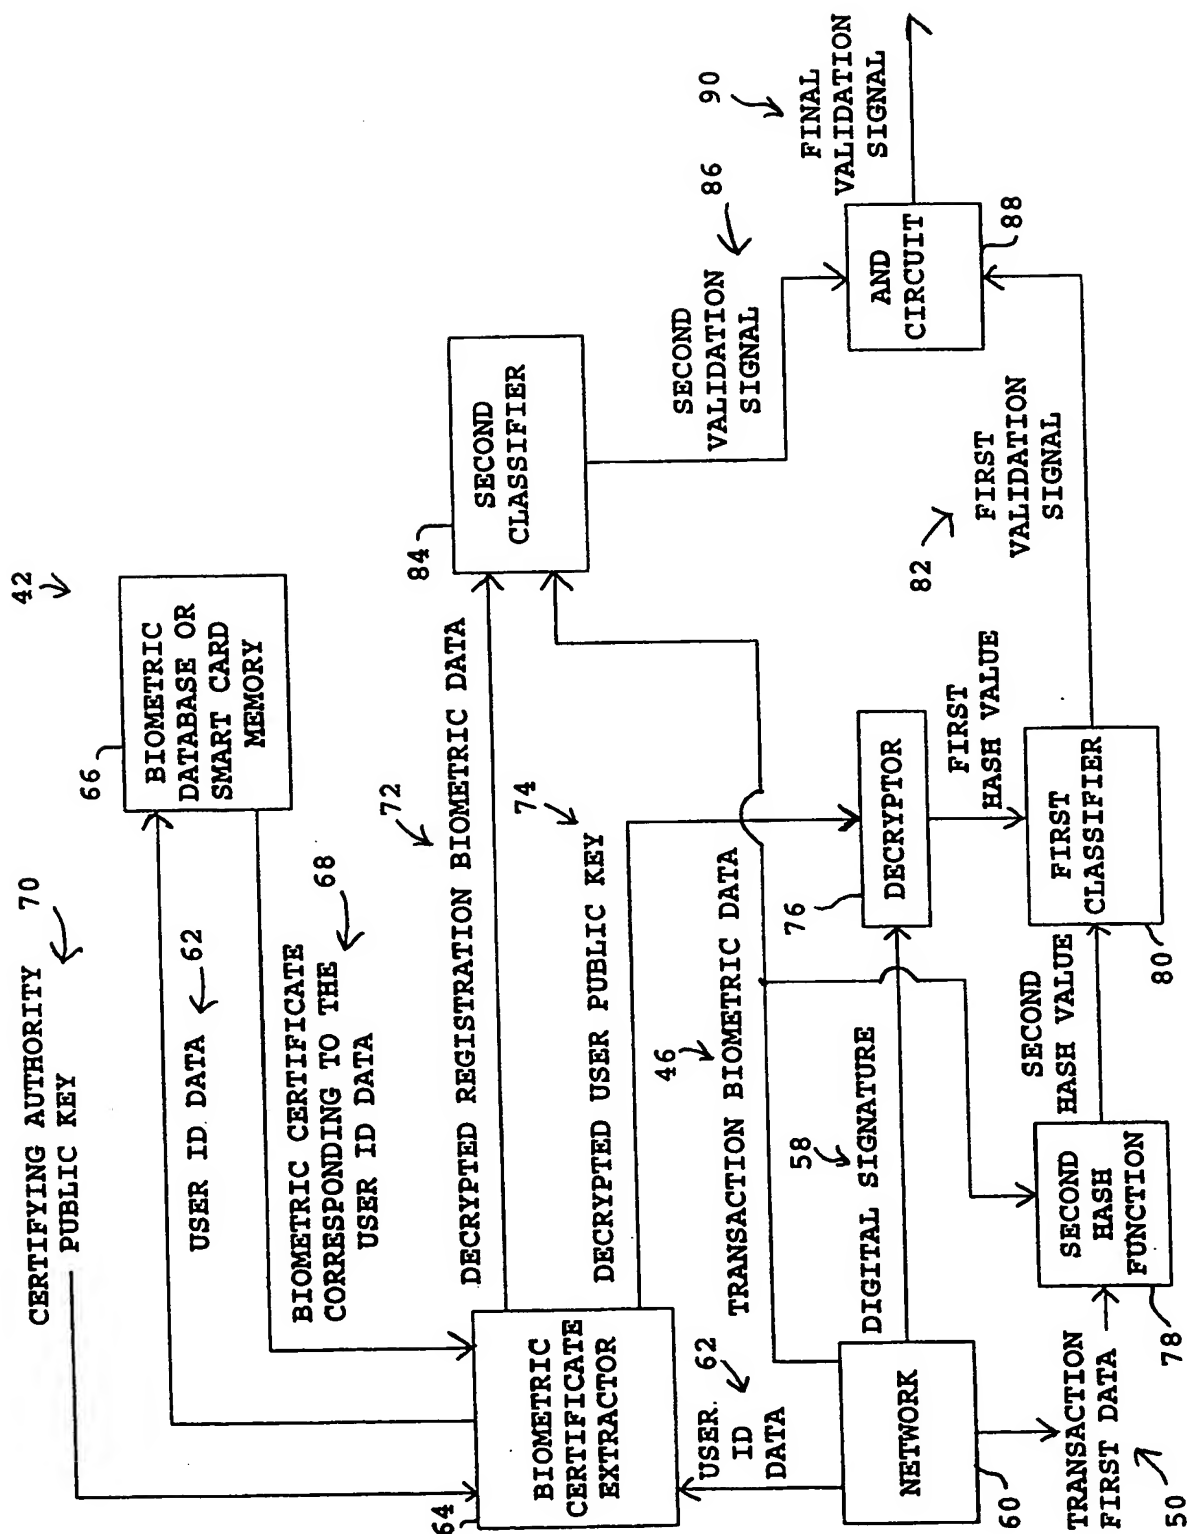 42
CERTIFYING AUTHORITY
PUBLIC KEY
70
66
BIOMETRIC
DATABASE OR
SMART CARD
MEMORY
USER ID DATA
62
BIOMETRIC CERTIFICATE
CORRESPONDING TO THE
USER ID DATA
68
64
BIOMETRIC
CERTIFICATE
EXTRACTOR
72
DECRYPTED REGISTRATION BIOMETRIC DATA
74
DECRYPTED USER PUBLIC KEY
84
SECOND
CLASSIFIER
SECOND
VALIDATION
SIGNAL
86
USER
ID
DATA
62
46
TRANSACTION BIOMETRIC DATA
58
DIGITAL SIGNATURE
76
DECRYPTOR
FIRST
HASH VALUE
82
FIRST
VALIDATION
SIGNAL
AND
CIRCUIT
88
90
FINAL
VALIDATION
SIGNAL
NETWORK
60
TRANSACTION
FIRST DATA
50
SECOND
HASH
FUNCTION
78
SECOND
HASH VALUE
FIRST
CLASSIFIER
80